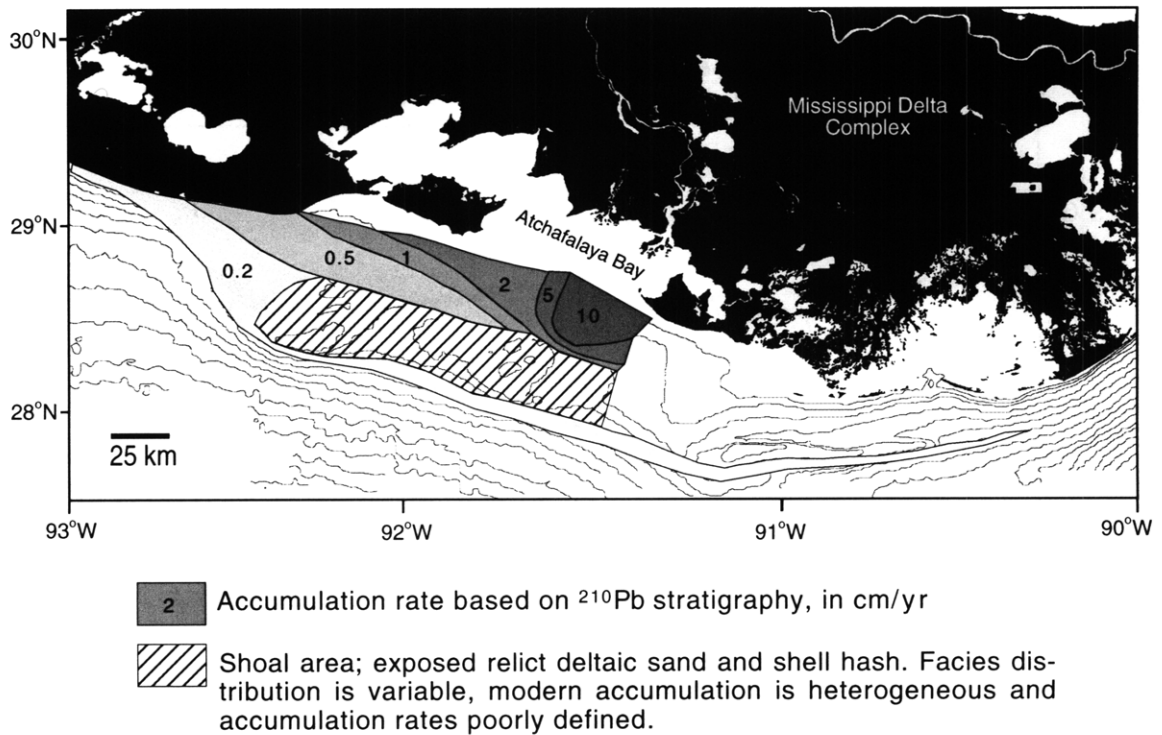 30°N
29°N
28°N
Mississippi Delta
Complex
Atchafalaya Bay
0.2
0.5
1
2
5
10
25 km
93°W
92°W
91°W
90°W
2
Accumulation rate based on ²¹⁰Pb stratigraphy, in cm/yr
Shoal area; exposed relict deltaic sand and shell hash. Facies dis-
tribution is variable, modern accumulation is heterogeneous and
accumulation rates poorly defined.